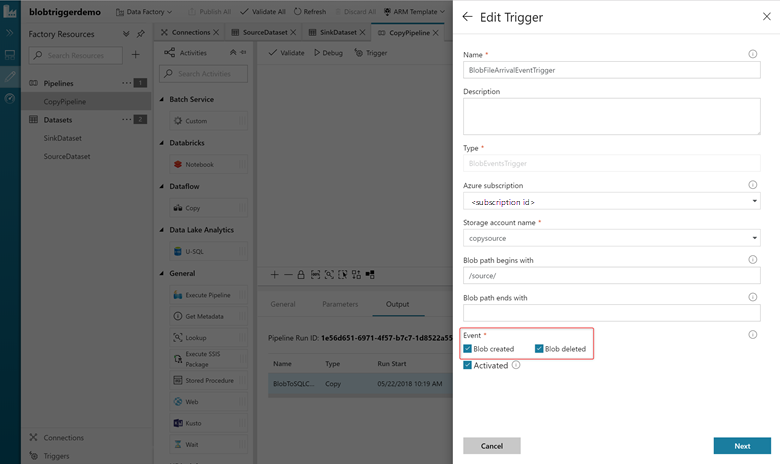 blobtriggerdemo
Data Factory
Publish All
Validate All
Refresh
Discard All
ARM Template
Factory Resources
Search Resources
Pipelines
1
CopyPipeline
Datasets
2
SinkDataset
SourceDataset
Connections
Triggers
Connections
SourceDataset
SinkDataset
CopyPipeline
Activities
Search Activities
Batch Service
Custom
Databricks
Notebook
Dataflow
Copy
Data Lake Analytics
U-SQL
General
Execute Pipeline
Get Metadata
Lookup
Execute SSIS
Package
Stored Procedure
Web
Kusto
Wait
Validate
Debug
Trigger
General
Parameters
Output
Pipeline Run ID: 1e56d651-6971-4f57-b7c7-1d8522a55
Name
Type
Run Start
BlobToSQLC...
Copy
05/22/2018 10:19 AM
Edit Trigger
Name *
BlobFileArrivalEventTrigger
Description
Type *
BlobEventsTrigger
Azure subscription
<subscription id>
Storage account name *
copysource
Blob path begins with
/source/
Blob path ends with
Event *
Blob created
Blob deleted
Activated
Cancel
Next